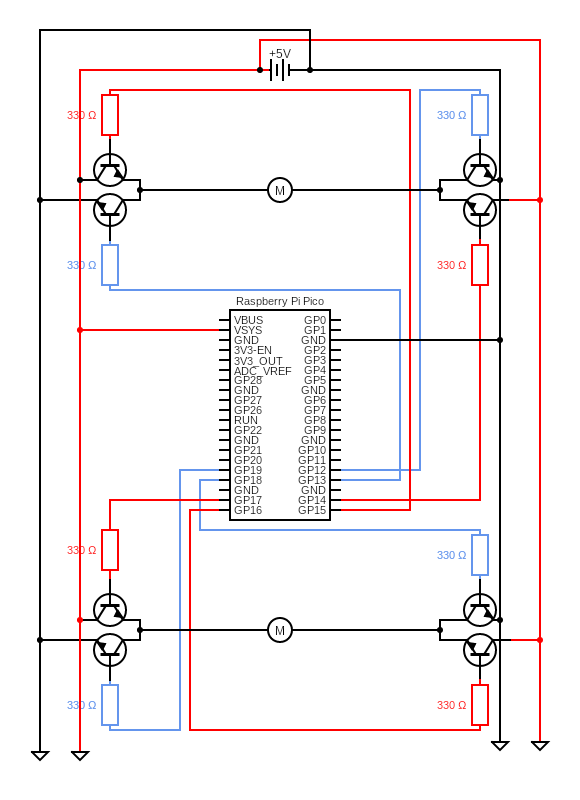 +5V
330 Ω
330 Ω
M
330 Ω
330 Ω
Raspberry Pi Pico
VBUS GP0
VSYS GP1
GND GND
3V3-EN GP2
3V3_OUT GP3
ADC_VREF GP4
GP28 GP5
GND GND
GP27 GP6
GP26 GP7
RUN GP8
GP22 GP9
GND GND
GP21 GP10
GP20 GP11
GP19 GP12
GP18 GP13
GND GND
GP17 GP14
GP16 GP15
330 Ω
330 Ω
M
330 Ω
330 Ω